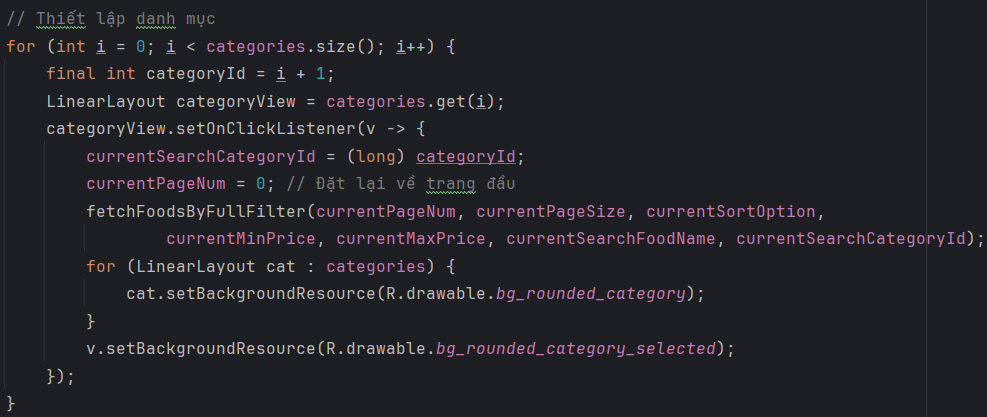 // Thiết lập danh mục
for (int i = 0; i < categories.size(); i++) {
    final int categoryId = i + 1;
    LinearLayout categoryView = categories.get(i);
    categoryView.setOnClickListener(v -> {
        currentSearchCategoryId = (long) categoryId;
        currentPageNum = 0; // Đặt lại về trang đầu
        fetchFoodsByFullFilter(currentPageNum, currentPageSize, currentSortOption,
                currentMinPrice, currentMaxPrice, currentSearchFoodName, currentSearchCategoryId);
        for (LinearLayout cat : categories) {
            cat.setBackgroundResource(R.drawable.bg_rounded_category);
        }
        v.setBackgroundResource(R.drawable.bg_rounded_category_selected);
    });
}